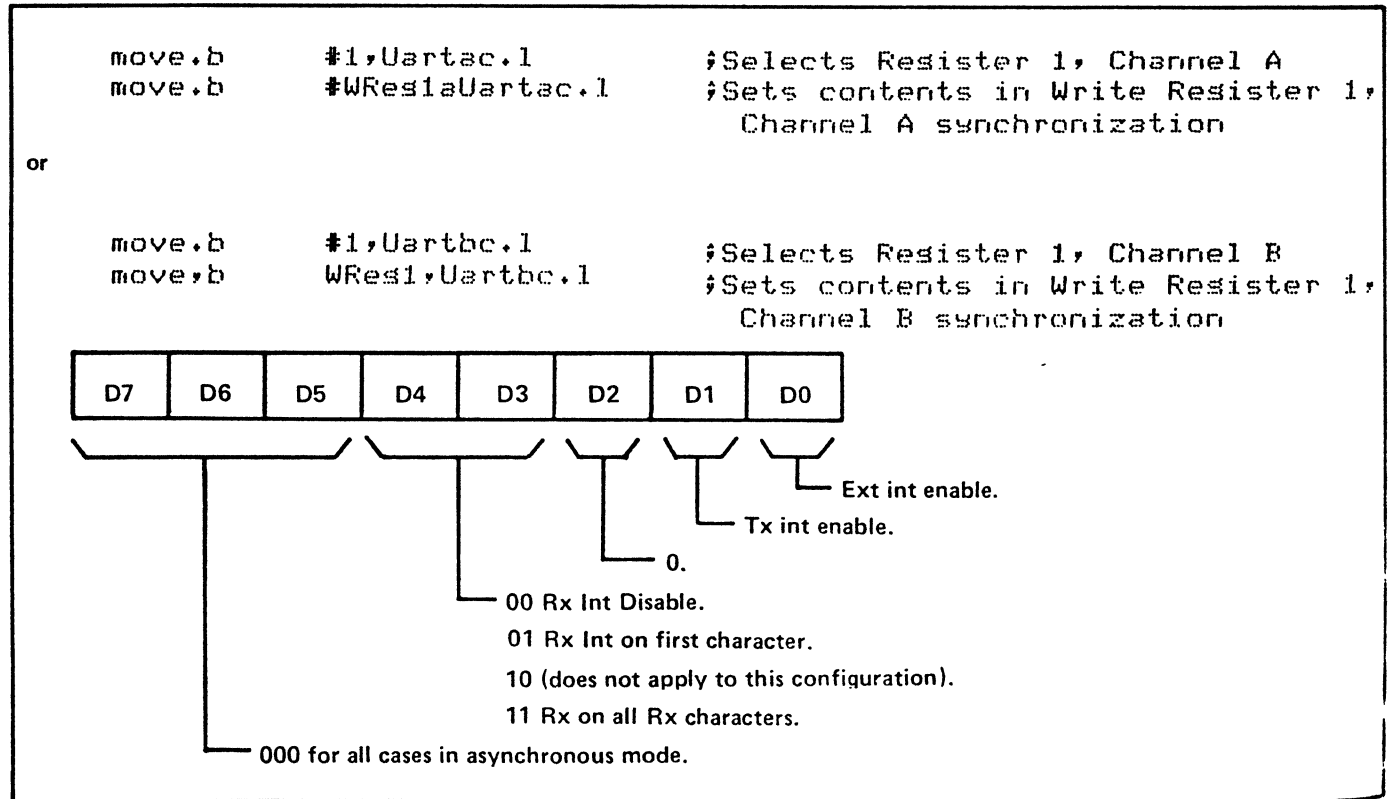 move.b #1,Uartac.l ;Selects Register 1, Channel A
move.b #WReg1aUartac.l ;Sets contents in Write Register 1,
Channel A synchronization
or
move.b #1,Uartbc.l ;Selects Register 1, Channel B
move,b WReg1,Uartbc.l ;Sets contents in Write Register 1,
Channel B synchronization
D7 D6 D5 D4 D3 D2 D1 D0
Ext int enable.
Tx int enable.
0.
00 Rx Int Disable.
01 Rx Int on first character.
10 (does not apply to this configuration).
11 Rx on all Rx characters.
000 for all cases in asynchronous mode.